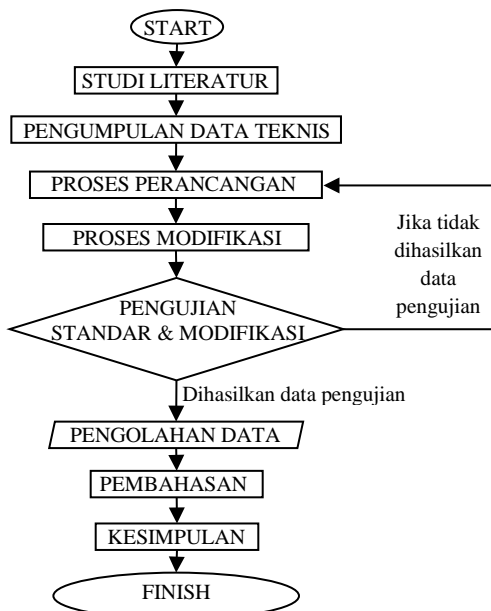 START
STUDI LITERATUR
PENGUMPULAN DATA TEKNIS
PROSES PERANCANGAN
PROSES MODIFIKASI
Jika tidak
dihasilkan
data
pengujian
PENGUJIAN
STANDAR & MODIFIKASI
Dihasilkan data pengujian
PENGOLAHAN DATA
PEMBAHASAN
KESIMPULAN
FINISH